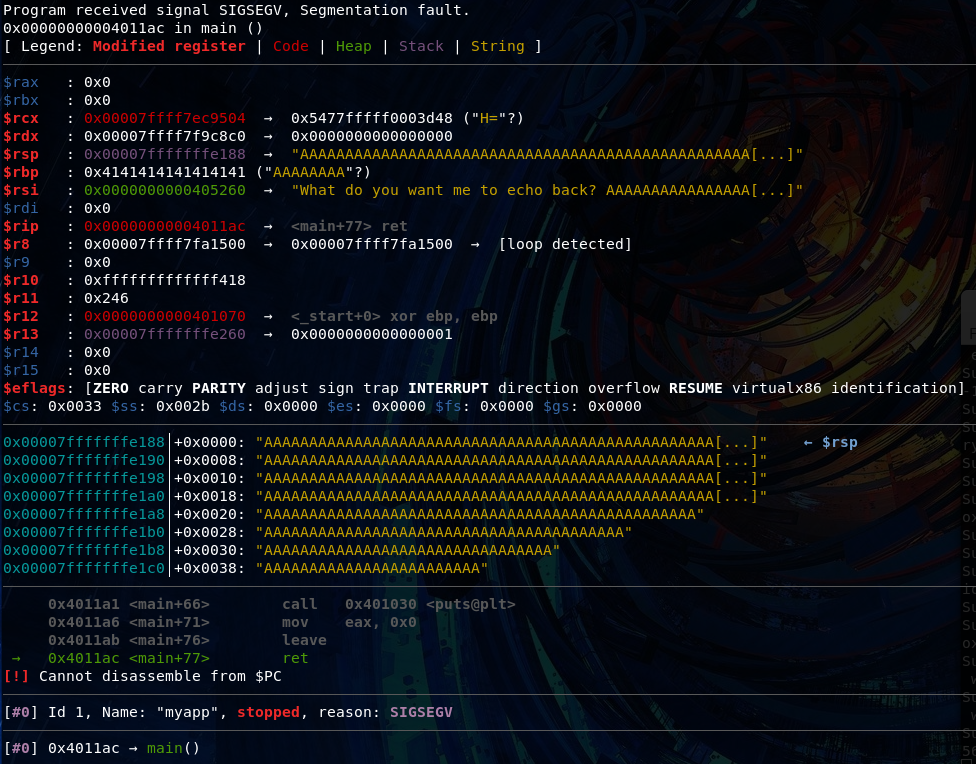 Program received signal SIGSEGV, Segmentation fault.
0x00000000004011ac in main ()
[ Legend: Modified register | Code | Heap | Stack | String ]
$rax   : 0x0
$rbx   : 0x0
$rcx   : 0x00007ffff7ec9504  →  0x5477fffff0003d48 ("H="?)
$rdx   : 0x00007ffff7f9c8c0  →  0x0000000000000000
$rsp   : 0x00007fffffffe188  →  "AAAAAAAAAAAAAAAAAAAAAAAAAAAAAAAAAAAAAAAAAAAAAAAAAA[...]"
$rbp   : 0x4141414141414141 ("AAAAAAAA"?)
$rsi   : 0x0000000000405260  →  "What do you want me to echo back? AAAAAAAAAAAAAAAA[...]"
$rdi   : 0x0
$rip   : 0x00000000004011ac  →  <main+77> ret
$r8    : 0x00007ffff7fa1500  →  0x00007ffff7fa1500  →  [loop detected]
$r9    : 0x0
$r10   : 0xfffffffffffff418
$r11   : 0x246
$r12   : 0x0000000000401070  →  <_start+0> xor ebp, ebp
$r13   : 0x00007fffffffe260  →  0x0000000000000001
$r14   : 0x0
$r15   : 0x0
$eflags: [ZERO carry PARITY adjust sign trap INTERRUPT direction overflow RESUME virtualx86 identification]
$cs: 0x0033 $ss: 0x002b $ds: 0x0000 $es: 0x0000 $fs: 0x0000 $gs: 0x0000
0x00007fffffffe188│+0x0000: "AAAAAAAAAAAAAAAAAAAAAAAAAAAAAAAAAAAAAAAAAAAAAAAAAA[...]"    ← $rsp
0x00007fffffffe190│+0x0008: "AAAAAAAAAAAAAAAAAAAAAAAAAAAAAAAAAAAAAAAAAAAAAAAAAA[...]"
0x00007fffffffe198│+0x0010: "AAAAAAAAAAAAAAAAAAAAAAAAAAAAAAAAAAAAAAAAAAAAAAAAAA[...]"
0x00007fffffffe1a0│+0x0018: "AAAAAAAAAAAAAAAAAAAAAAAAAAAAAAAAAAAAAAAAAAAAAAAAAA[...]"
0x00007fffffffe1a8│+0x0020: "AAAAAAAAAAAAAAAAAAAAAAAAAAAAAAAAAAAAAAAAAAAAAAAA"
0x00007fffffffe1b0│+0x0028: "AAAAAAAAAAAAAAAAAAAAAAAAAAAAAAAAAAAAAAAA"
0x00007fffffffe1b8│+0x0030: "AAAAAAAAAAAAAAAAAAAAAAAAAAAAAAAA"
0x00007fffffffe1c0│+0x0038: "AAAAAAAAAAAAAAAAAAAAAAAA"
     0x4011a1 <main+66>        call   0x401030 <puts@plt>
     0x4011a6 <main+71>        mov    eax, 0x0
     0x4011ab <main+76>        leave
 →   0x4011ac <main+77>        ret
[!] Cannot disassemble from $PC
[#0] Id 1, Name: "myapp", stopped, reason: SIGSEGV
[#0] 0x4011ac → main()